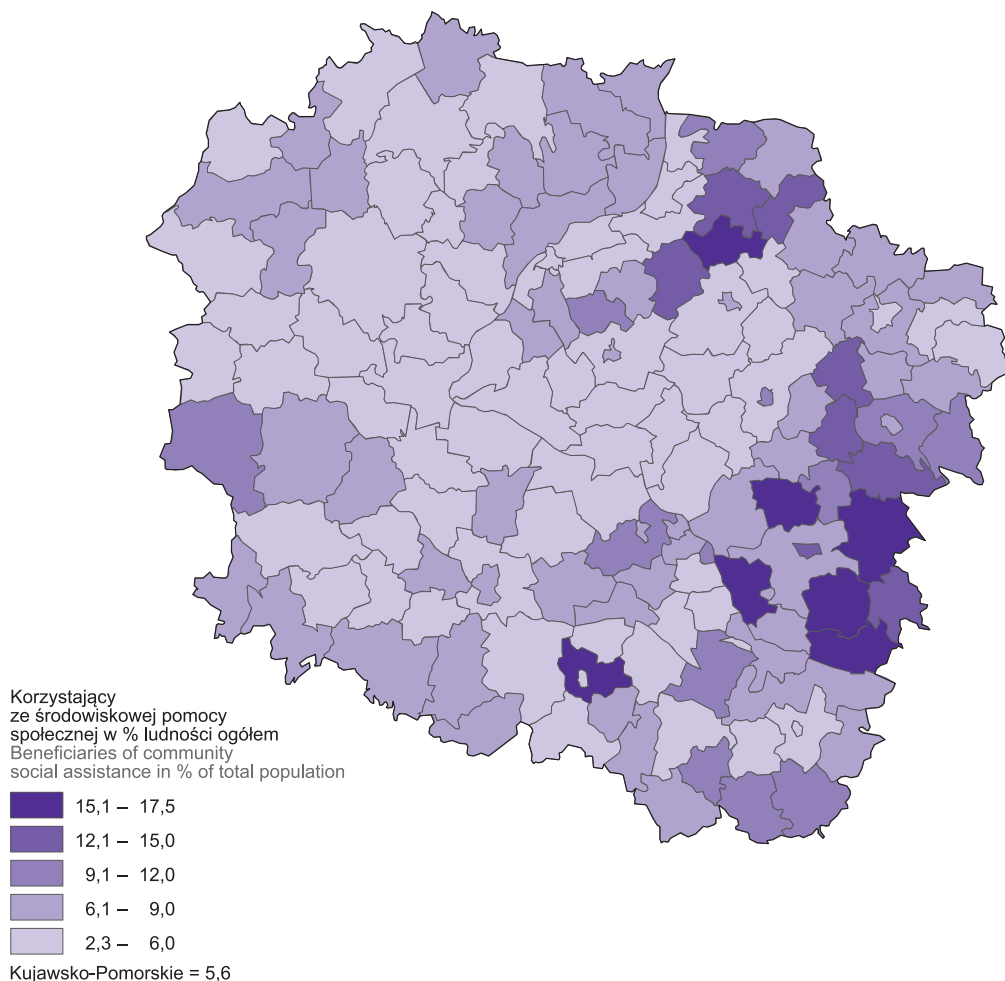 Korzystający
ze środowiskowej pomocy
społecznej w % ludności ogółem
Beneficiaries of community
social assistance in % of total population
15,1 – 17,5
12,1 – 15,0
9,1 – 12,0
6,1 – 9,0
2,3 – 6,0
Kujawsko-Pomorskie = 5,6